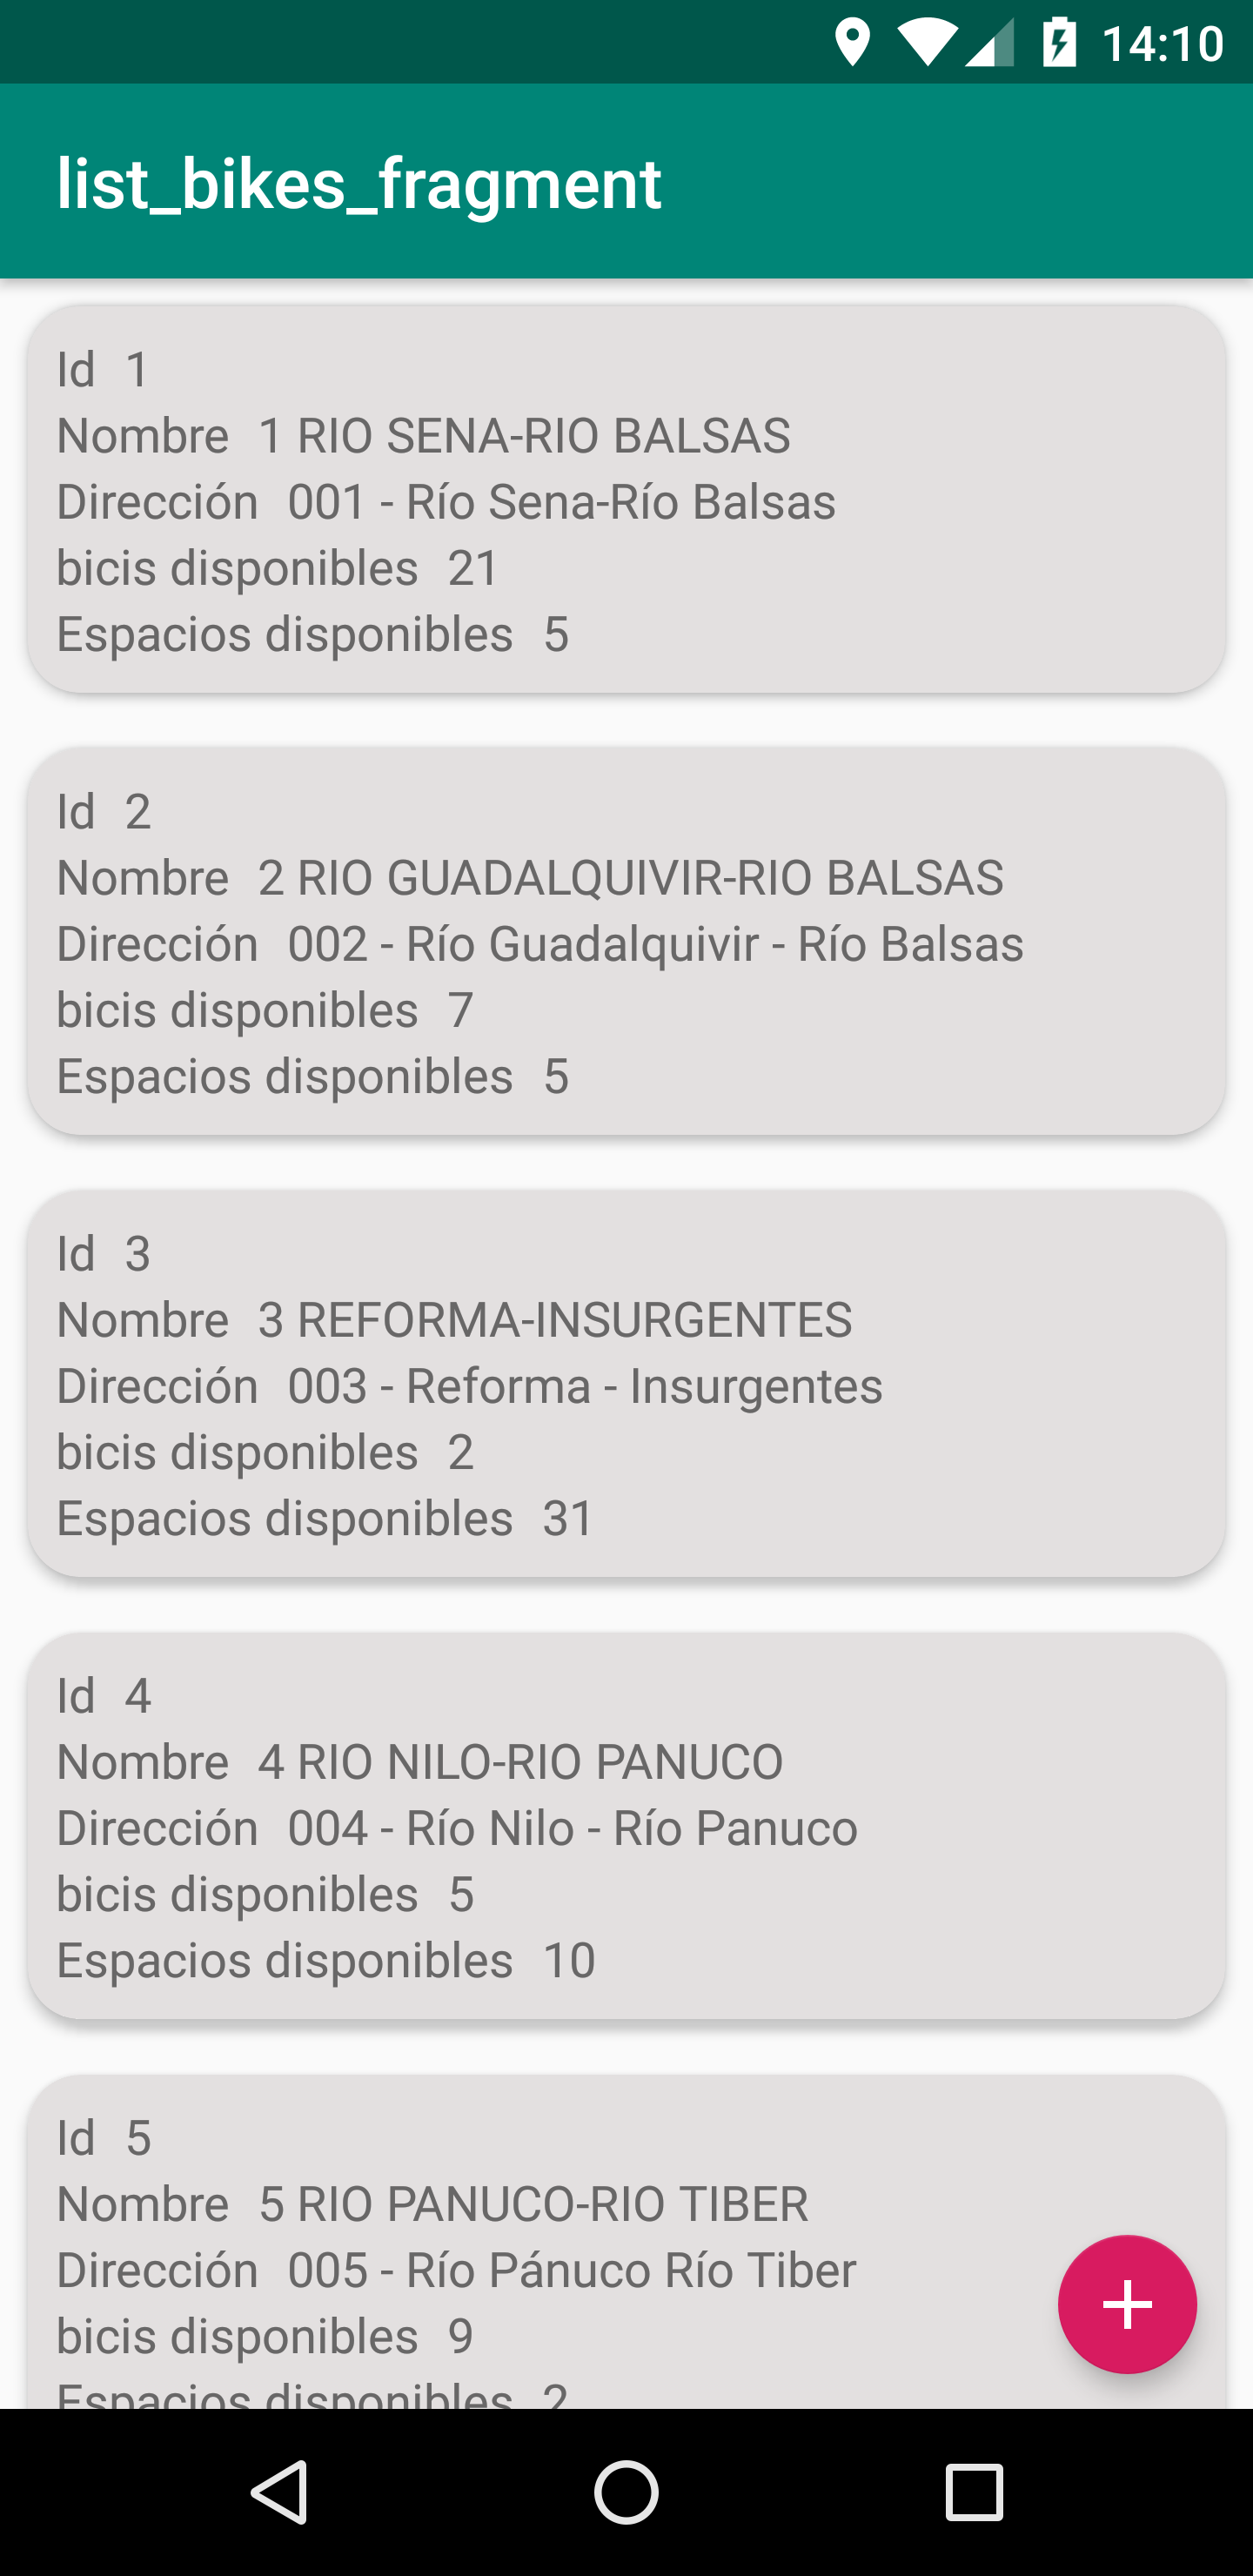 14:10
list_bikes_fragment
Id 1
Nombre 1 RIO SENA-RIO BALSAS
Dirección 001 - Río Sena-Río Balsas
bicis disponibles 21
Espacios disponibles 5
Id 2
Nombre 2 RIO GUADALQUIVIR-RIO BALSAS
Dirección 002 - Río Guadalquivir - Río Balsas
bicis disponibles 7
Espacios disponibles 5
Id 3
Nombre 3 REFORMA-INSURGENTES
Dirección 003 - Reforma - Insurgentes
bicis disponibles 2
Espacios disponibles 31
Id 4
Nombre 4 RIO NILO-RIO PANUCO
Dirección 004 - Río Nilo - Río Panuco
bicis disponibles 5
Espacios disponibles 10
Id 5
Nombre 5 RIO PANUCO-RIO TIBER
Dirección 005 - Río Pánuco Río Tiber
bicis disponibles 9
Espacios disponibles 2